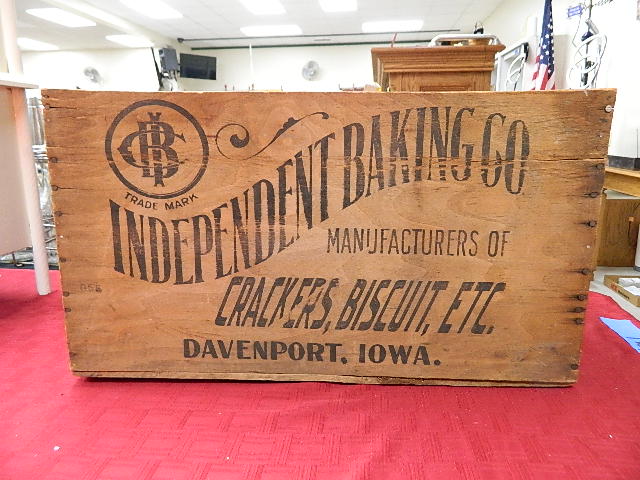 IBC
TRADE MARK
INDEPENDENT BAKING CO
MANUFACTURERS OF
CRACKERS, BISCUIT, ETC.
DAVENPORT. IOWA.